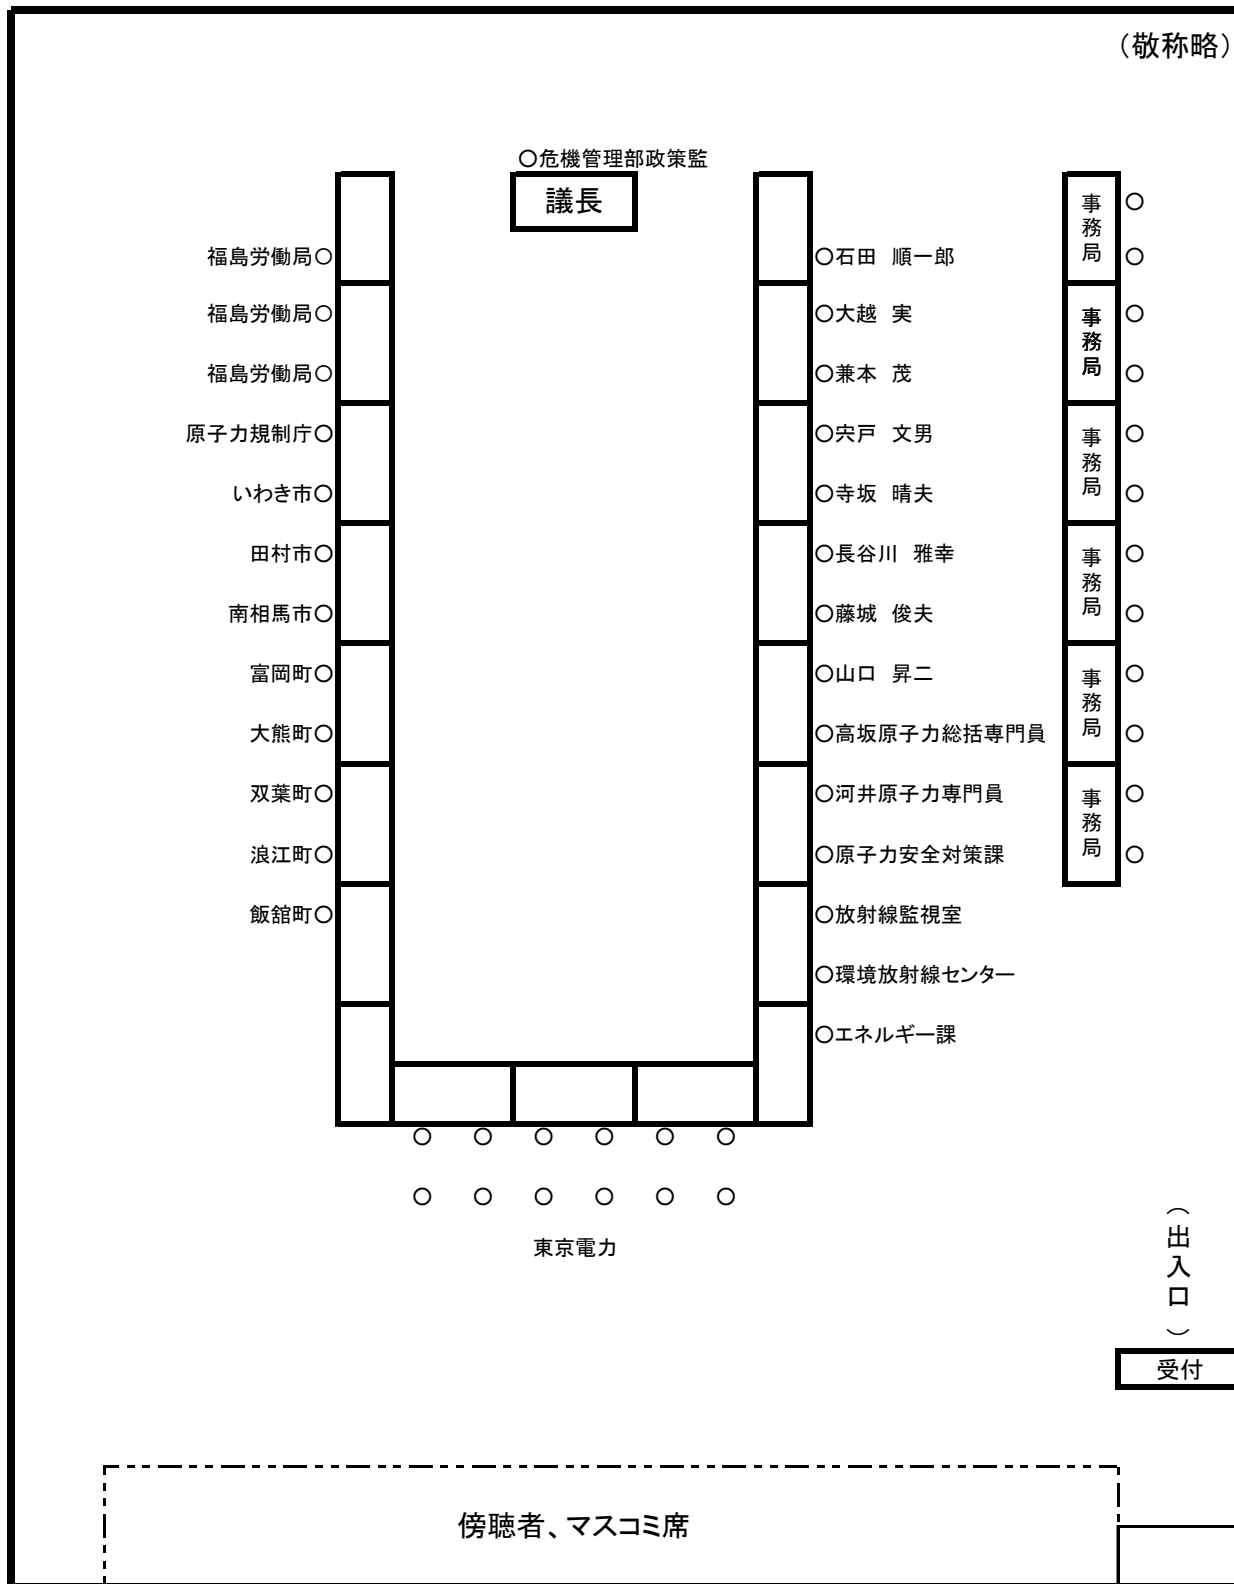 （敬称略）
○危機管理部政策監
議長
福島労働局○
福島労働局○
福島労働局○
原子力規制庁○
いわき市○
田村市○
南相馬市○
富岡町○
大熊町○
双葉町○
浪江町○
飯舘町○
○石田　順一郎
○大越　実
○兼本　茂
○宍戸　文男
○寺坂　晴夫
○長谷川　雅幸
○藤城　俊夫
○山口　昇二
○高坂原子力総括専門員
○河井原子力専門員
○原子力安全対策課
○放射線監視室
○環境放射線センター
○エネルギー課
事務局
事務局
事務局
事務局
事務局
事務局
東京電力
（出入口）
受付
傍聴者、マスコミ席